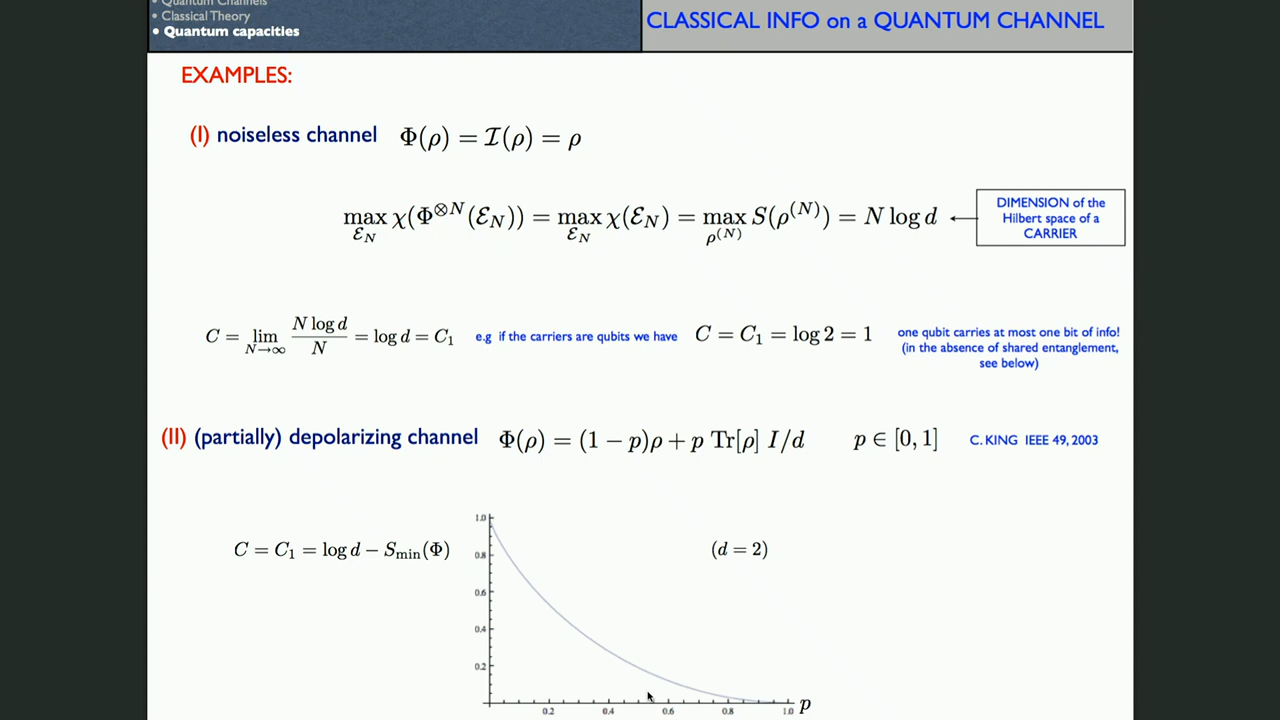 • Quantum Channels
• Classical Theory
• Quantum capacities
CLASSICAL INFO on a QUANTUM CHANNEL
EXAMPLES:
(I) noiseless channel Φ(ρ) = I(ρ) = ρ
max_{ℰ_N} χ(Φ^{⊗N}(ℰ_N)) = max_{ℰ_N} χ(ℰ_N) = max_{ρ^{(N)}} S(ρ^{(N)}) = N log d
DIMENSION of the
Hilbert space of a
CARRIER
C = lim_{N→∞} N log d / N = log d = C₁ e.g if the carriers are qubits we have C = C₁ = log 2 = 1
one qubit carries at most one bit of info!
(in the absence of shared entanglement,
see below)
(II) (partially) depolarizing channel Φ(ρ) = (1 − p)ρ + p Tr[ρ] I/d p ∈ [0, 1] C. KING IEEE 49, 2003
C = C₁ = log d − S_min(Φ)
(d = 2)
1.0
0.8
0.6
0.4
0.2
0.2 0.4 0.6 0.8 1.0 p